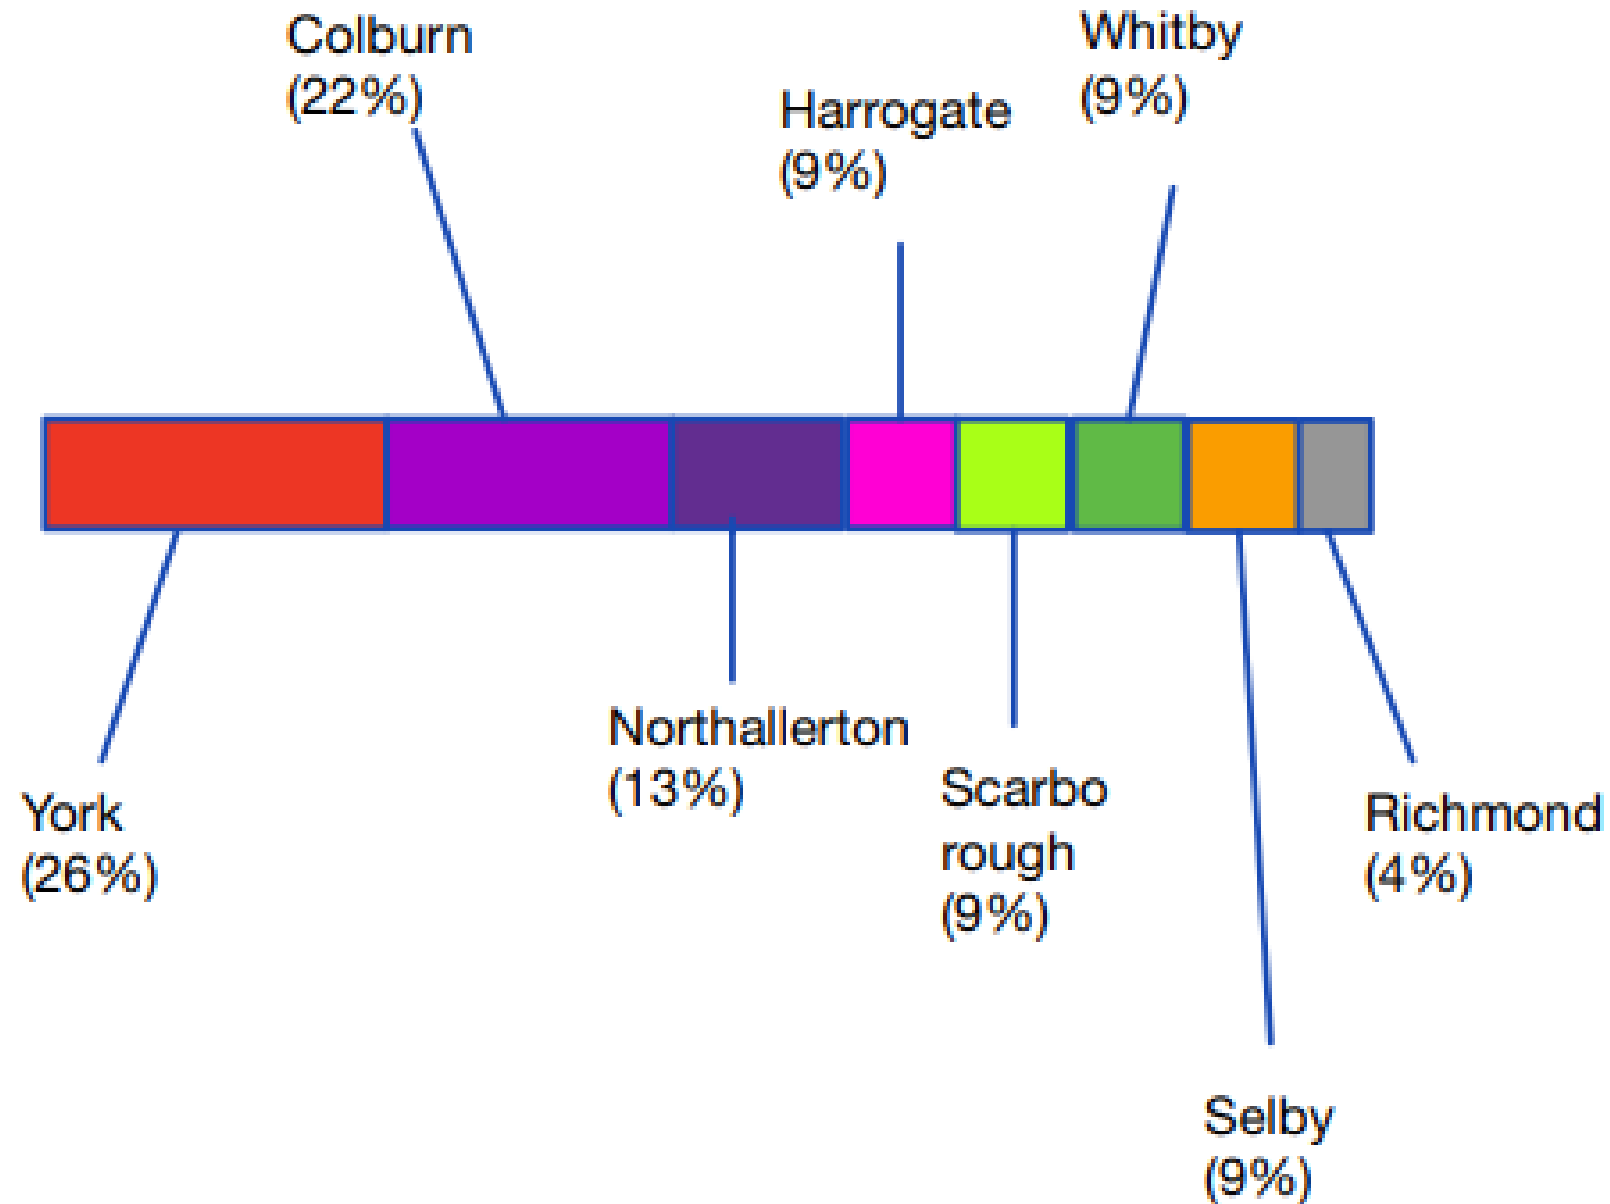 Colburn
(22%)
Harrogate
(9%)
Whitby
(9%)
York
(26%)
Northallerton
(13%)
Scarbo
rough
(9%)
Selby
(9%)
Richmond
(4%)